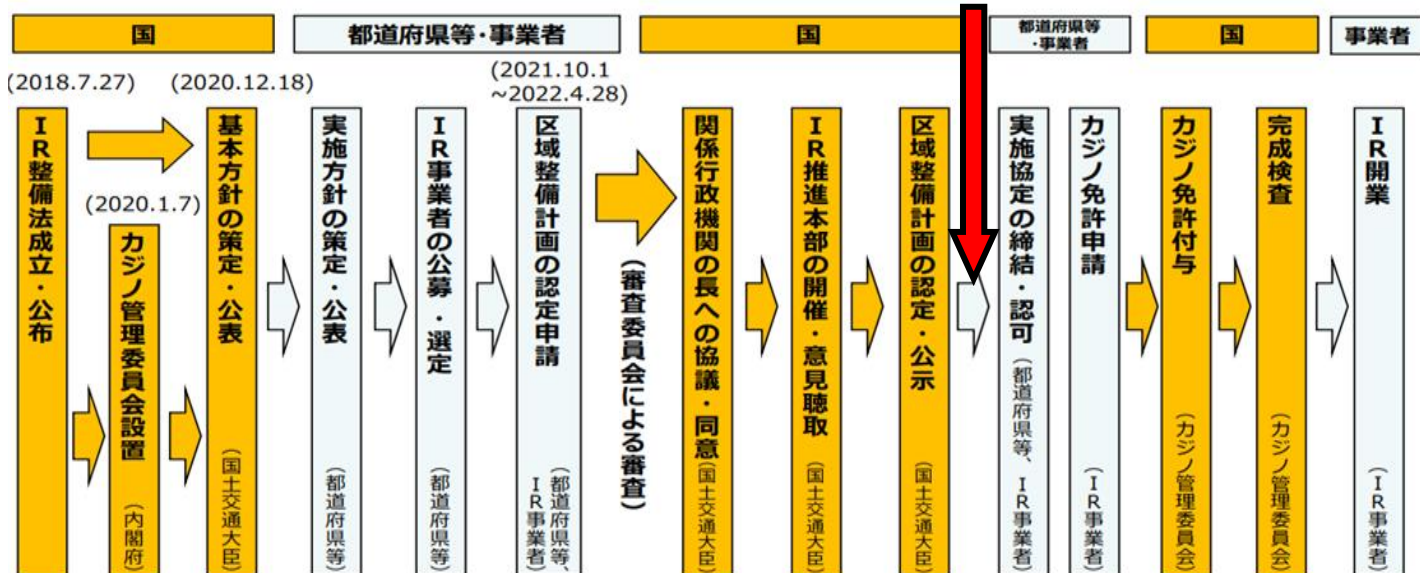 国
都道府県等・事業者
国
都道府県等
・事業者
国
事業者
(2018.7.27)
(2020.12.18)
(2021.10.1
~2022.4.28)
(2020.1.7)
IR整備法成立・公布
カジノ管理委員会設置
(内閣府)
基本方針の策定・公表
(国土交通大臣)
実施方針の策定・公表
(都道府県等)
IR事業者の公募・選定
(都道府県等)
区域整備計画の認定申請
(都道府県等、
IR事業者)
(審査委員会による審査)
関係行政機関の長への協議・同意
(国土交通大臣)
IR推進本部の開催・意見聴取
(国土交通大臣)
区域整備計画の認定・公示
(国土交通大臣)
実施協定の締結・認可
(都道府県等、IR事業者)
カジノ免許申請
(IR事業者)
カジノ免許付与
(カジノ管理委員会)
完成検査
(カジノ管理委員会)
IR開業
(IR事業者)